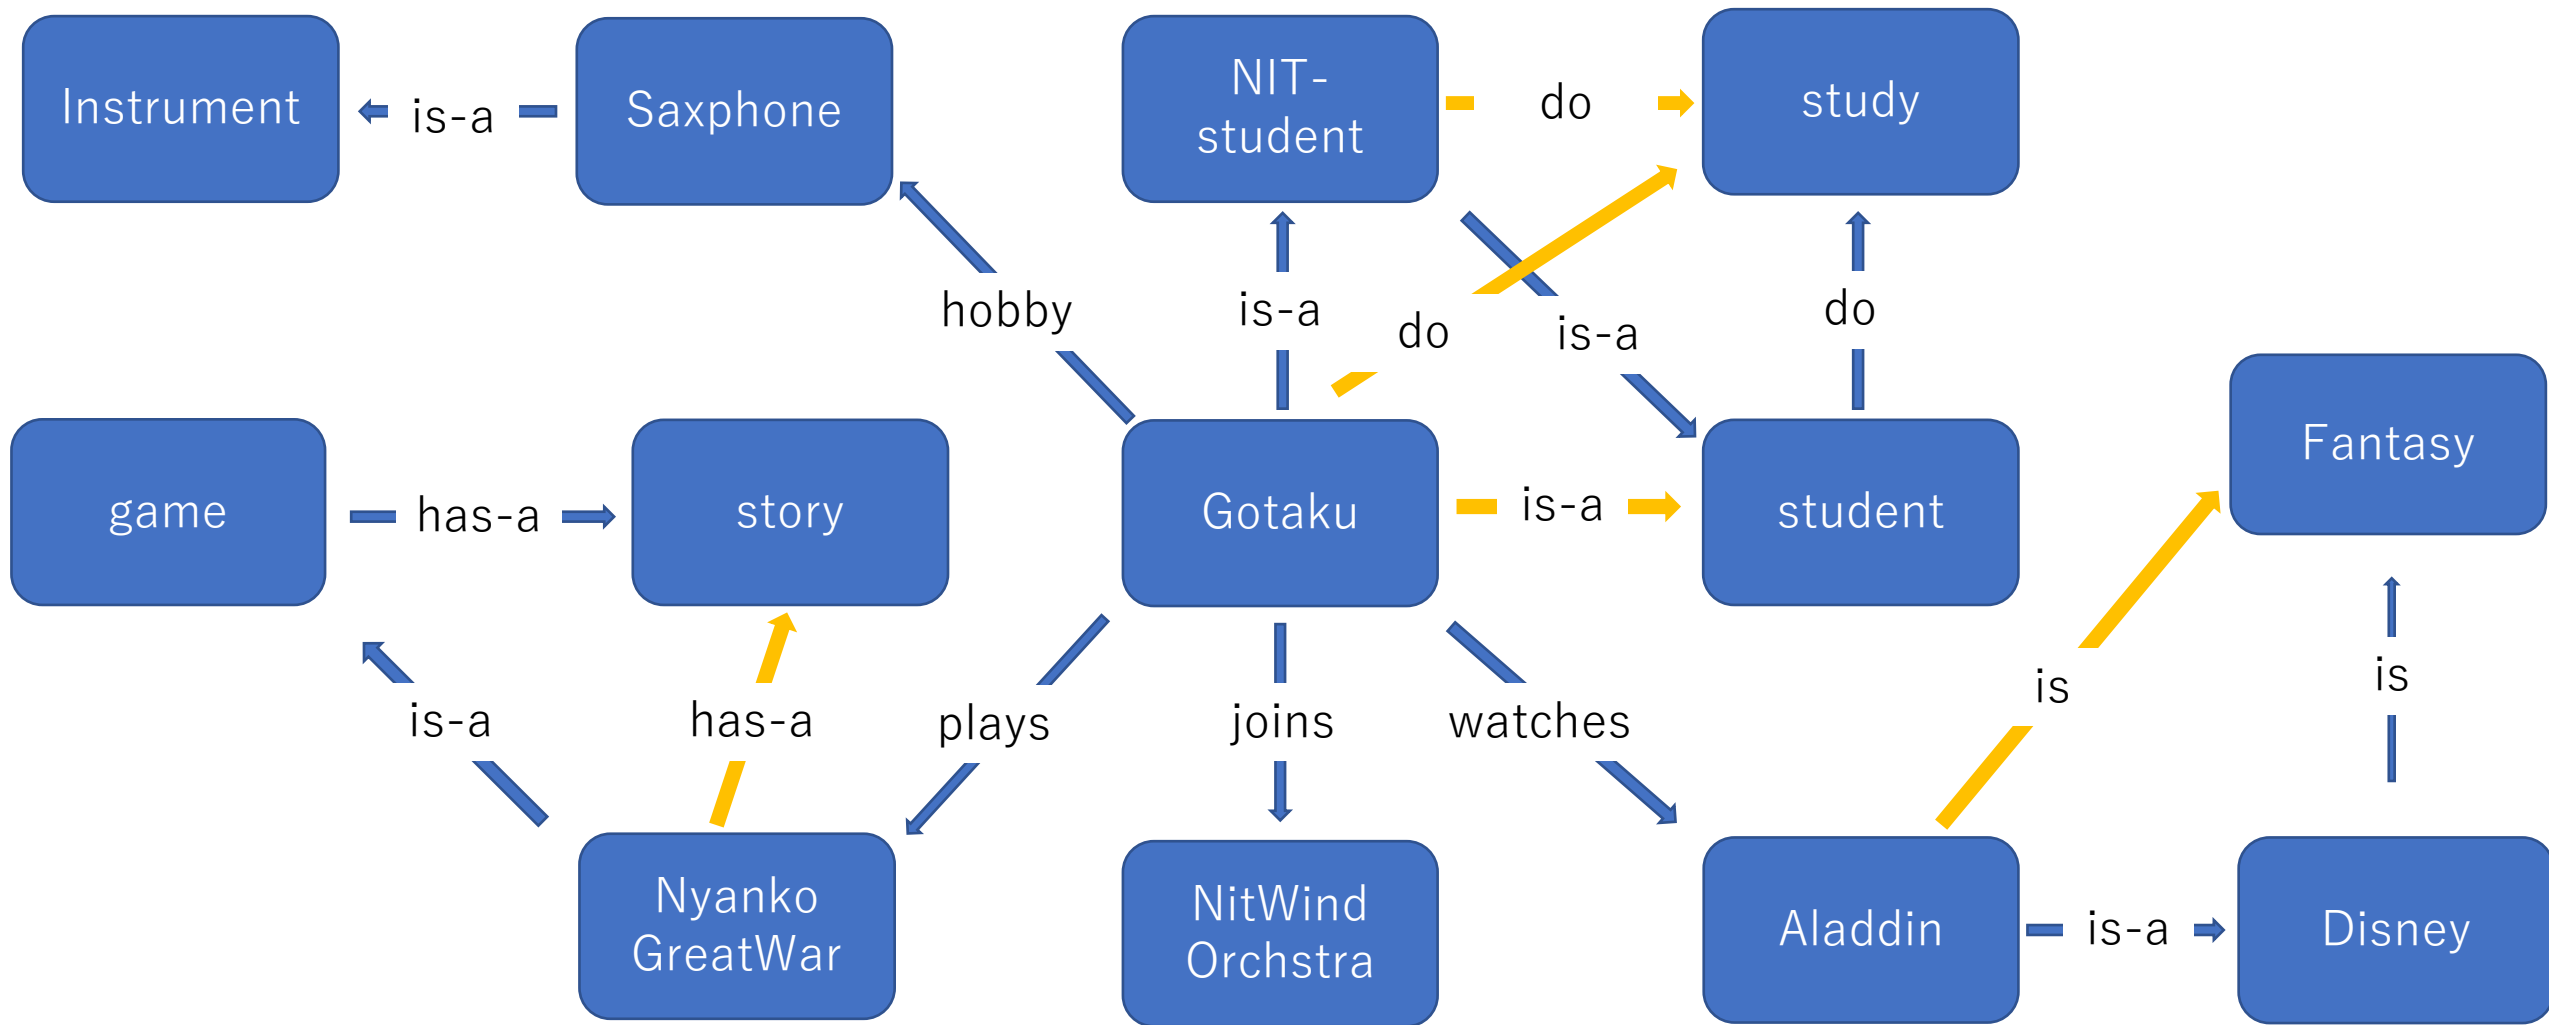 Instrument
is-a
Saxphone
NIT-
student
do
study
hobby
is-a
do
is-a
do
game
has-a
story
Gotaku
is-a
student
Fantasy
is-a
has-a
plays
joins
watches
is
is
Nyanko
GreatWar
NitWind
Orchstra
Aladdin
is-a
Disney